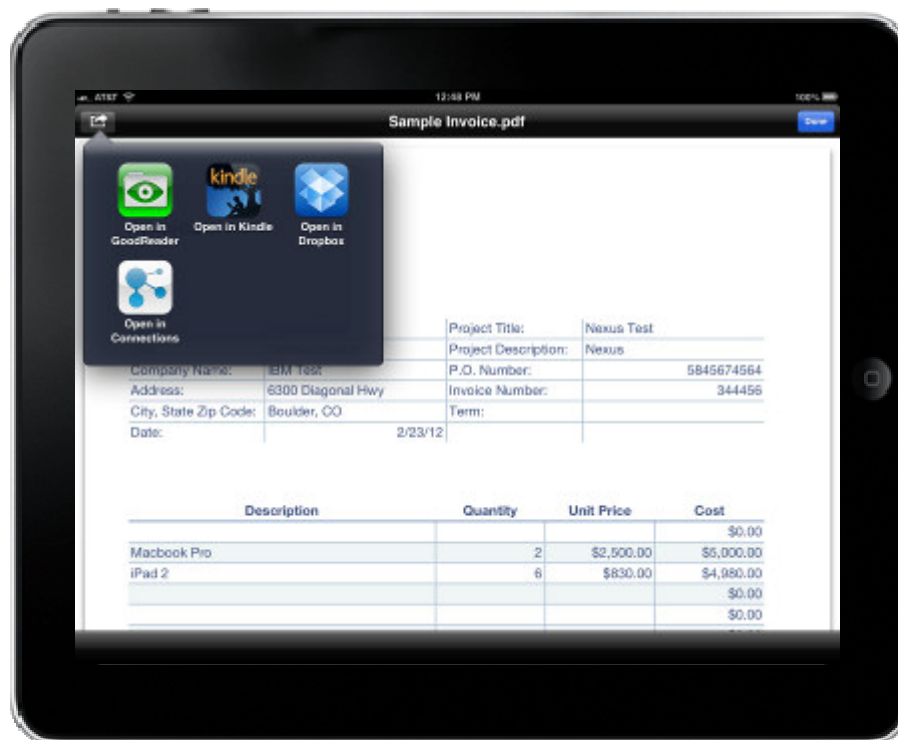 AT&T 12:48 PM 100%
Sample Invoice.pdf Done
kindle
Open in GoodReader
Open in Kindle
Open in Dropbox
Open in Connections
Project Title: Nexus Test
Project Description: Nexus
Company Name: IBM Test P.O. Number: 5845674564
Address: 6300 Diagonal Hwy Invoice Number: 344456
City, State Zip Code: Boulder, CO Term:
Date: 2/23/12
Description Quantity Unit Price Cost
$0.00
Macbook Pro 2 $2,500.00 $5,000.00
iPad 2 6 $830.00 $4,980.00
$0.00
$0.00